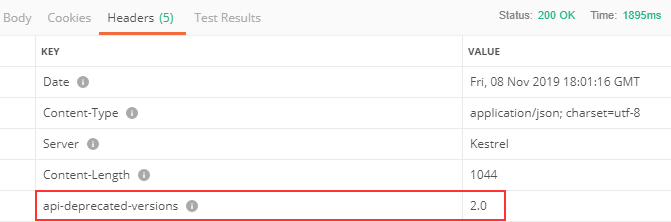 Body Cookies Headers (5) Test Results Status: 200 OK Time: 1895ms
KEY VALUE
Date Fri, 08 Nov 2019 18:01:16 GMT
Content-Type application/json; charset=utf-8
Server Kestrel
Content-Length 1044
api-deprecated-versions 2.0